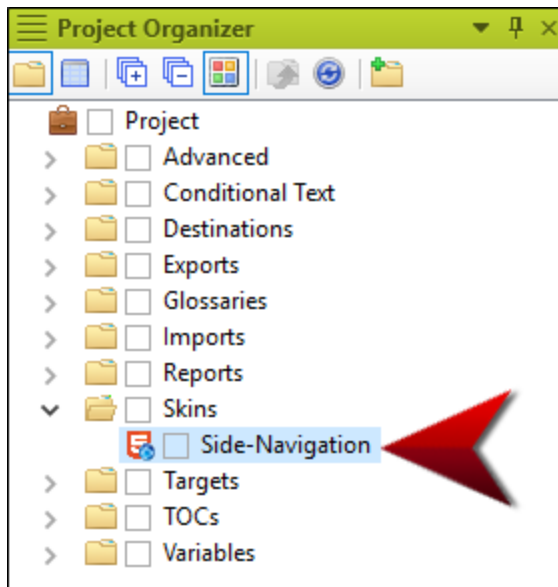 Project Organizer
Project
Advanced
Conditional Text
Destinations
Exports
Glossaries
Imports
Reports
Skins
Side-Navigation
Targets
TOCs
Variables